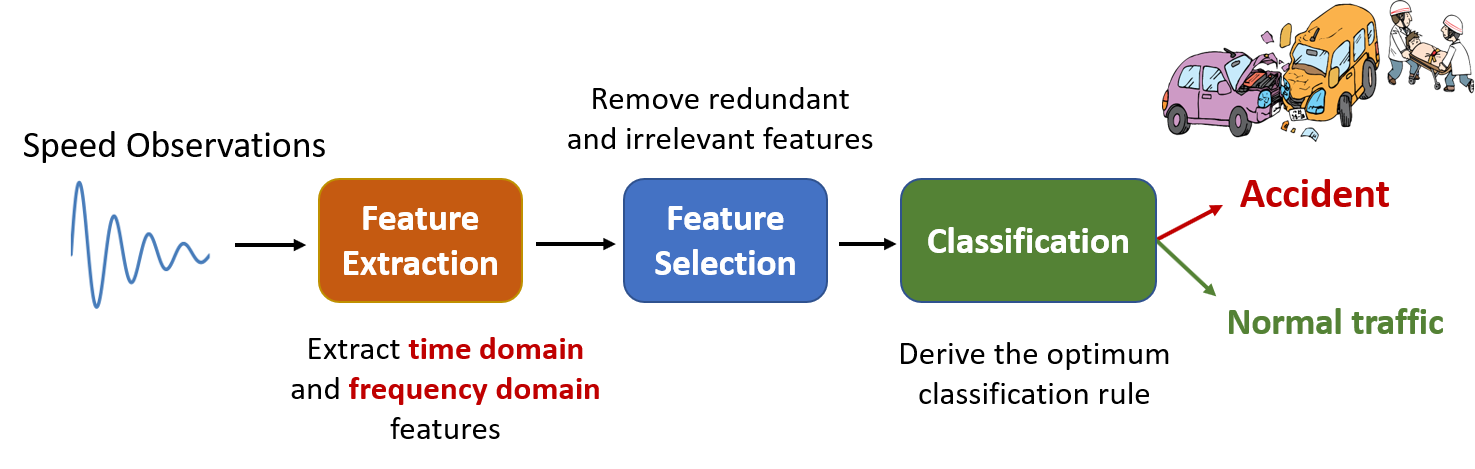 Speed Observations
Feature
Extraction
Extract time domain
and frequency domain
features
Remove redundant
and irrelevant features
Feature
Selection
Classification
Derive the optimum
classification rule
Accident
Normal traffic